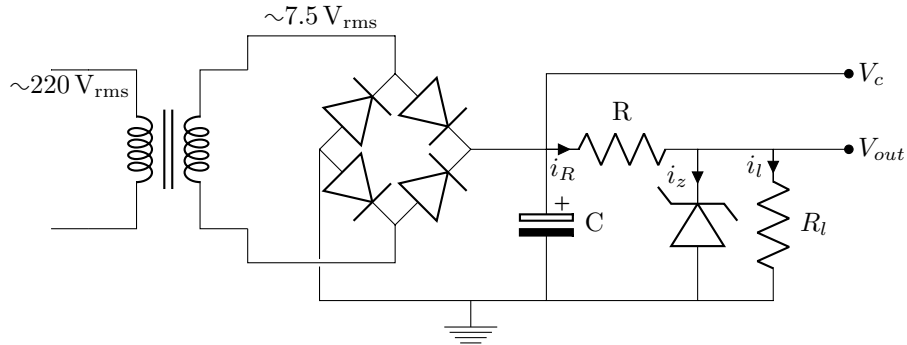 ∼7.5 V_rms
∼220 V_rms
V_c
R
V_out
i_R
i_z
i_l
+
C
R_l